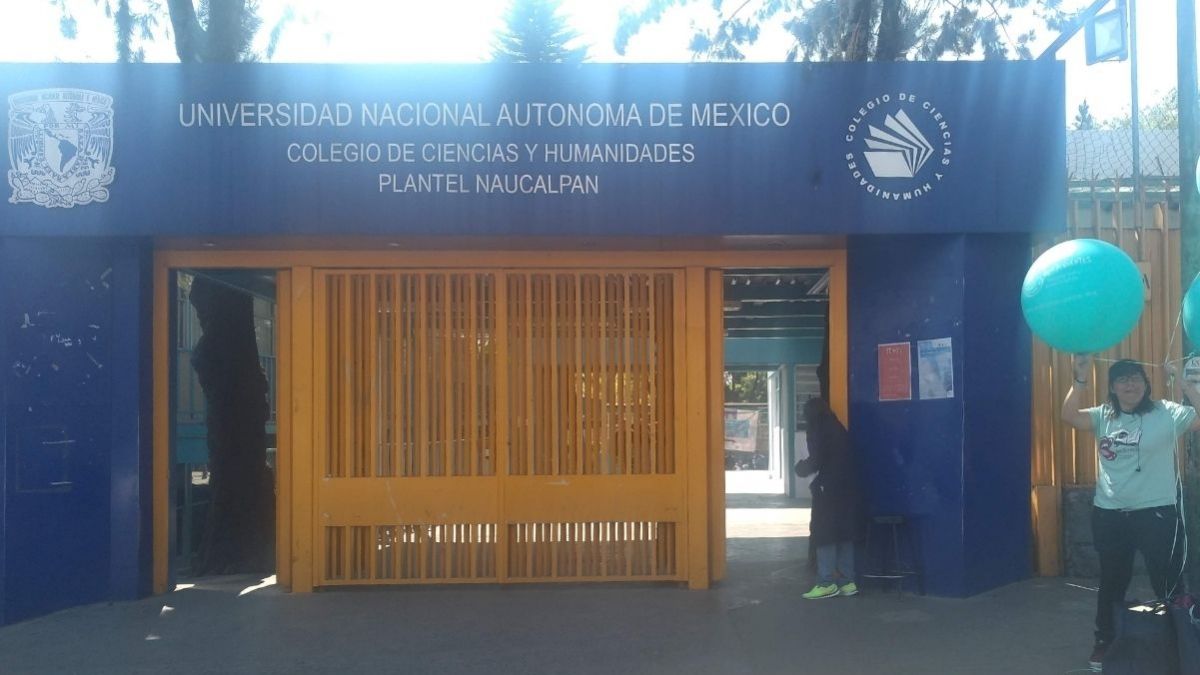 UNIVERSIDAD NACIONAL AUTONOMA DE MEXICO
COLEGIO DE CIENCIAS Y HUMANIDADES
PLANTEL NAUCALPAN
COLEGIO DE CIENCIAS Y HUMANIDADES